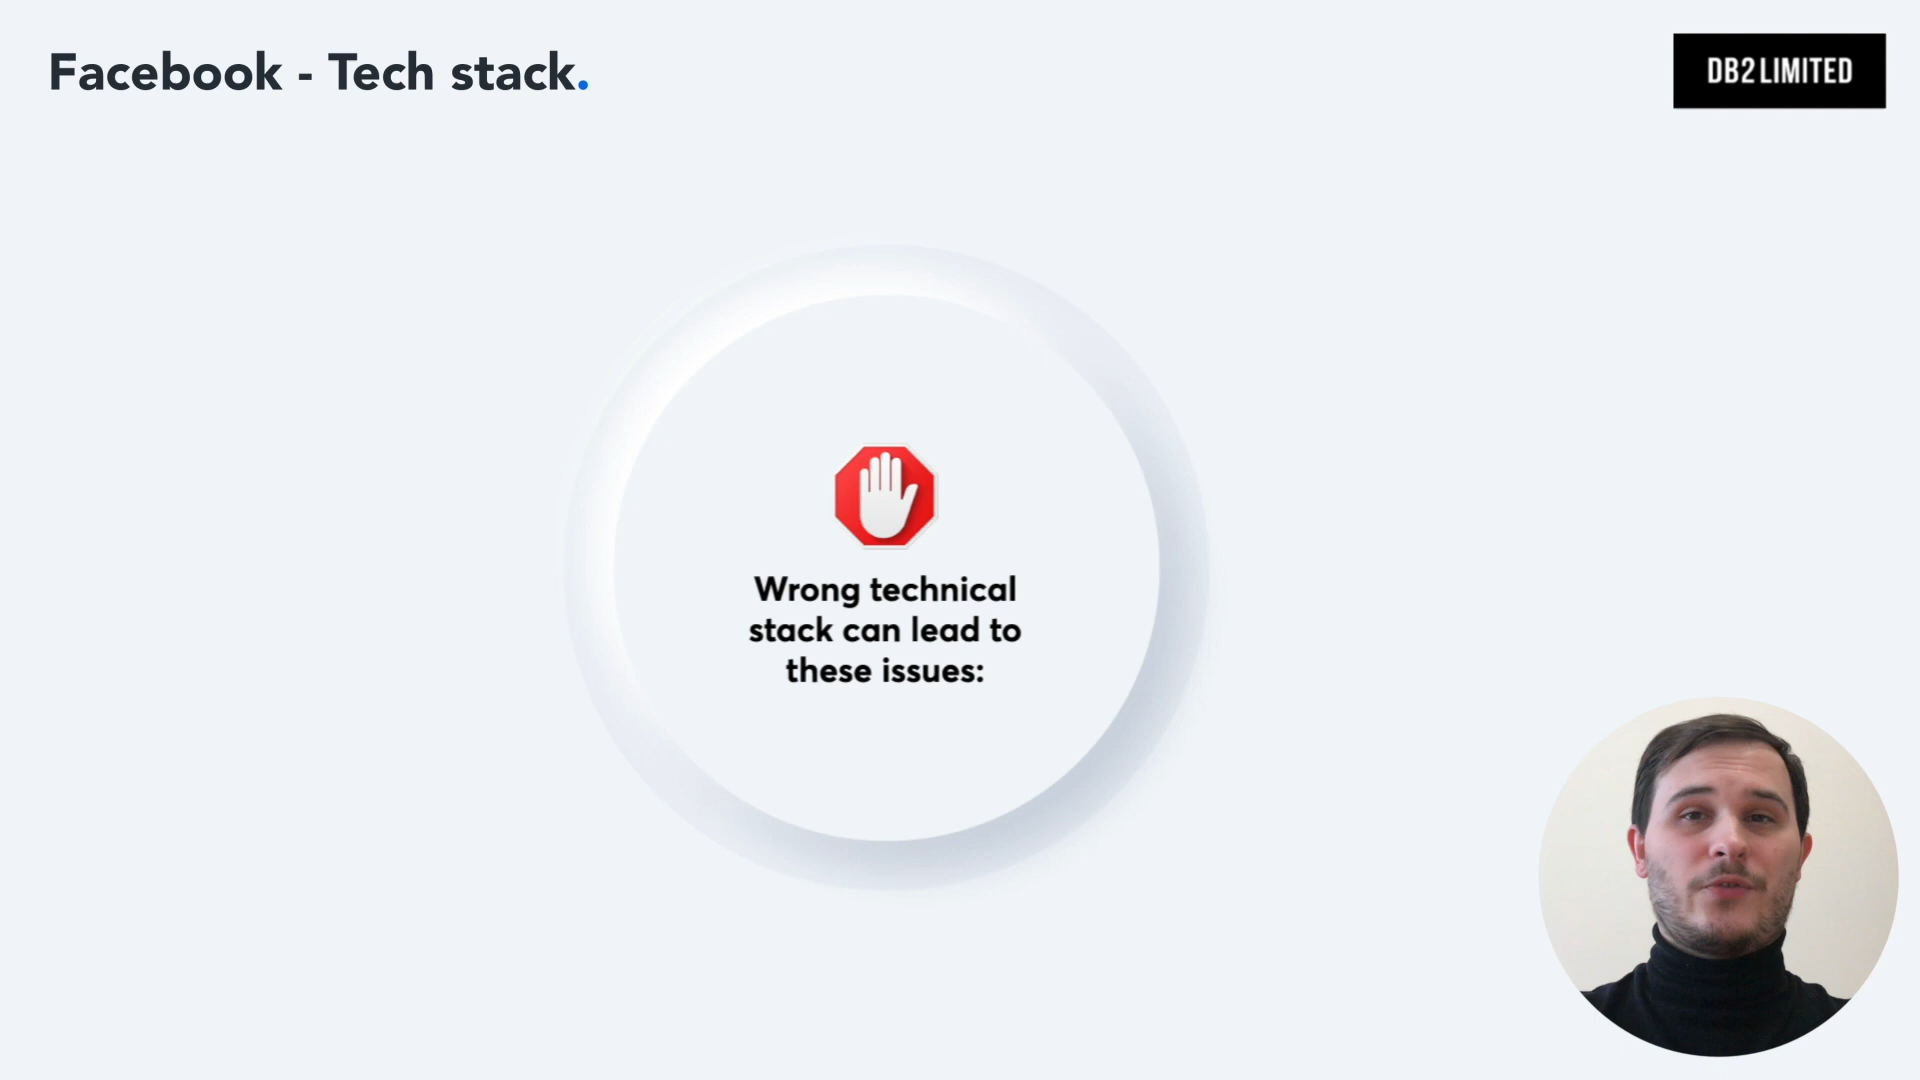 Facebook - Tech stack.
DB2 LIMITED
Wrong technical
stack can lead to
these issues: